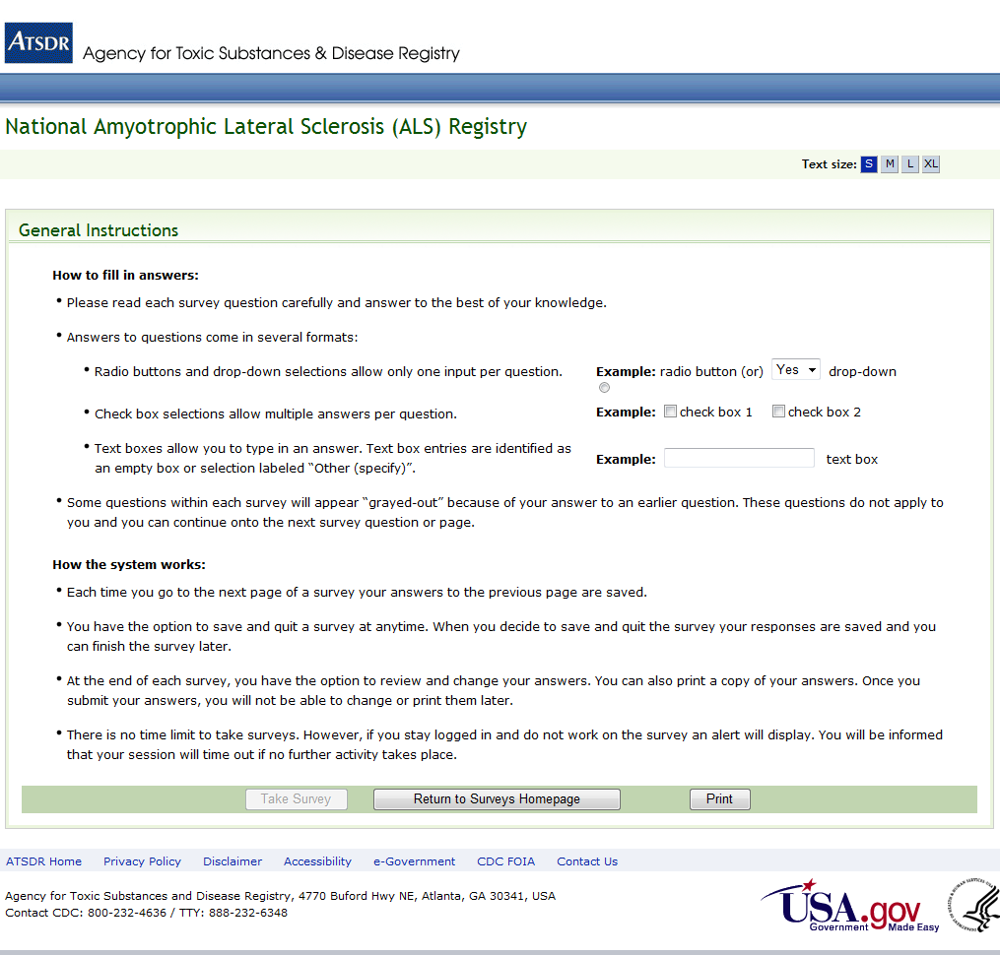 ATSDR
Agency for Toxic Substances & Disease Registry
National Amyotrophic Lateral Sclerosis (ALS) Registry
Text size: S M L XL
General Instructions
How to fill in answers:
• Please read each survey question carefully and answer to the best of your knowledge.
• Answers to questions come in several formats:
• Radio buttons and drop-down selections allow only one input per question.
Example: radio button (or) Yes drop-down
• Check box selections allow multiple answers per question.
Example: check box 1 check box 2
• Text boxes allow you to type in an answer. Text box entries are identified as
an empty box or selection labeled “Other (specify)”.
Example: text box
• Some questions within each survey will appear “grayed-out” because of your answer to an earlier question. These questions do not apply to
you and you can continue onto the next survey question or page.
How the system works:
• Each time you go to the next page of a survey your answers to the previous page are saved.
• You have the option to save and quit a survey at anytime. When you decide to save and quit the survey your responses are saved and you
can finish the survey later.
• At the end of each survey, you have the option to review and change your answers. You can also print a copy of your answers. Once you
submit your answers, you will not be able to change or print them later.
• There is no time limit to take surveys. However, if you stay logged in and do not work on the survey an alert will display. You will be informed
that your session will time out if no further activity takes place.
Take Survey Return to Surveys Homepage Print
ATSDR Home Privacy Policy Disclaimer Accessibility e-Government CDC FOIA Contact Us
Agency for Toxic Substances and Disease Registry, 4770 Buford Hwy NE, Atlanta, GA 30341, USA
Contact CDC: 800-232-4636 / TTY: 888-232-6348
USA.gov
Government Made Easy